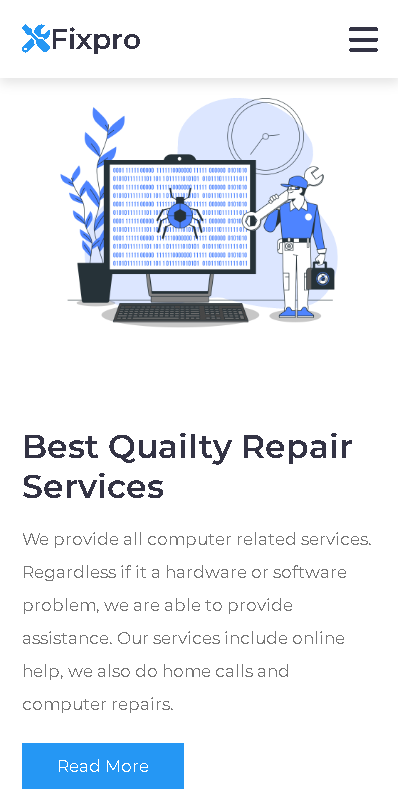 Fixpro
Best Quailty Repair
Services
We provide all computer related services.
Regardless if it a hardware or software
problem, we are able to provide
assistance. Our services include online
help, we also do home calls and
computer repairs.
Read More